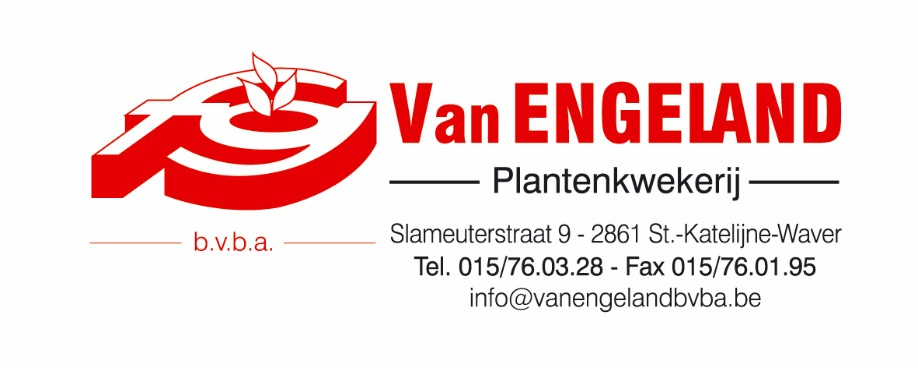 Van ENGELAND
Plantenkwekerij
b.v.b.a.
Slameuterstraat 9 - 2861 St.-Katelijne-Waver
Tel. 015/76.03.28 - Fax 015/76.01.95
info@vanengelandbvba.be